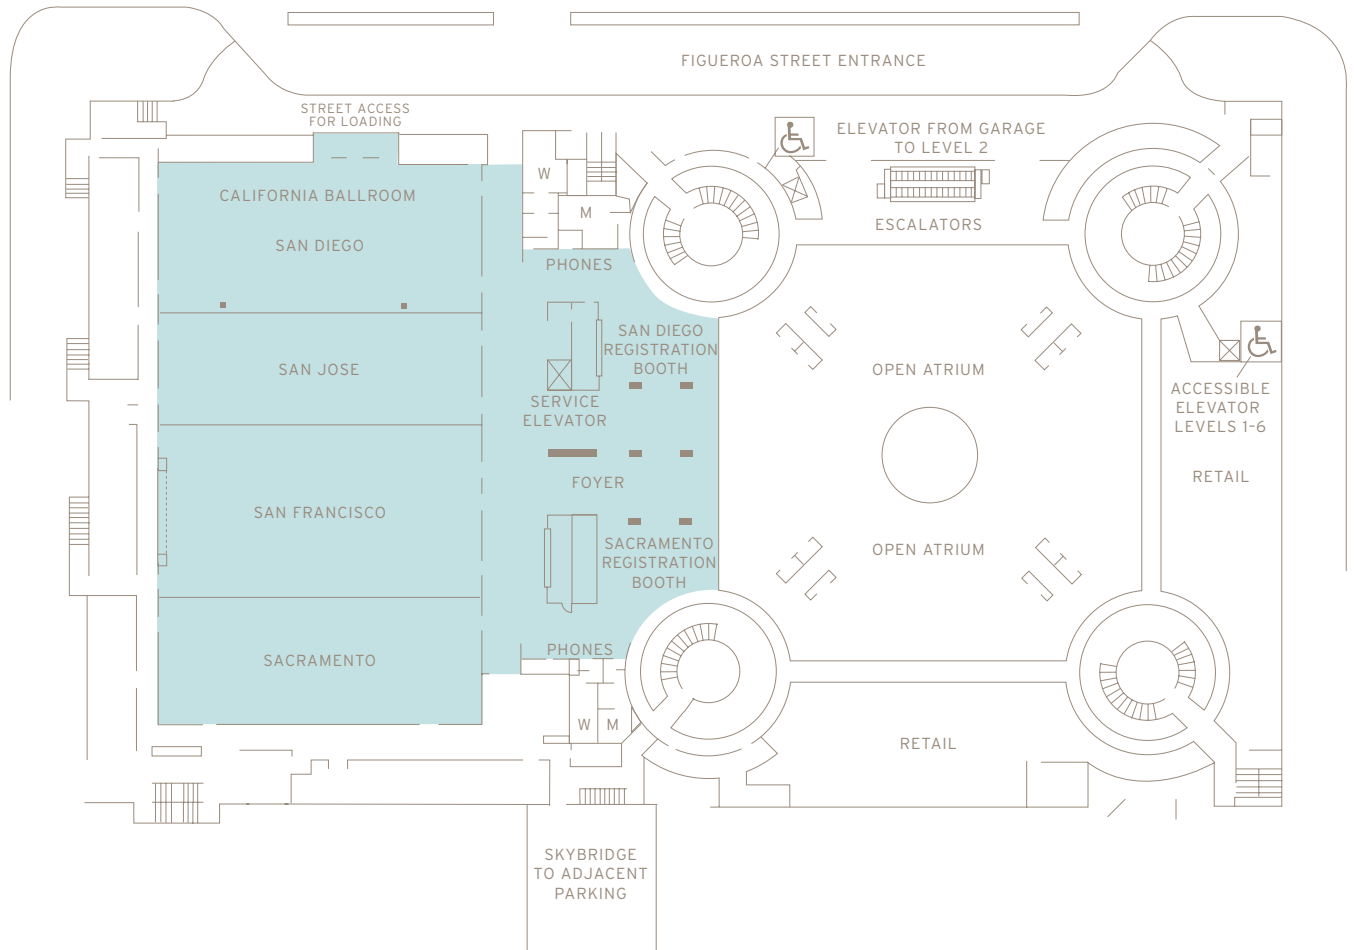 FIGUEROA STREET ENTRANCE
STREET ACCESS
FOR LOADING
ELEVATOR FROM GARAGE
TO LEVEL 2
W
M
CALIFORNIA BALLROOM
SAN DIEGO
ESCALATORS
PHONES
SAN DIEGO
REGISTRATION
BOOTH
SAN JOSE
OPEN ATRIUM
SERVICE
ELEVATOR
ACCESSIBLE
ELEVATOR
LEVELS 1-6
RETAIL
FOYER
SAN FRANCISCO
SACRAMENTO
REGISTRATION
BOOTH
OPEN ATRIUM
PHONES
SACRAMENTO
W
M
RETAIL
SKYBRIDGE
TO ADJACENT
PARKING